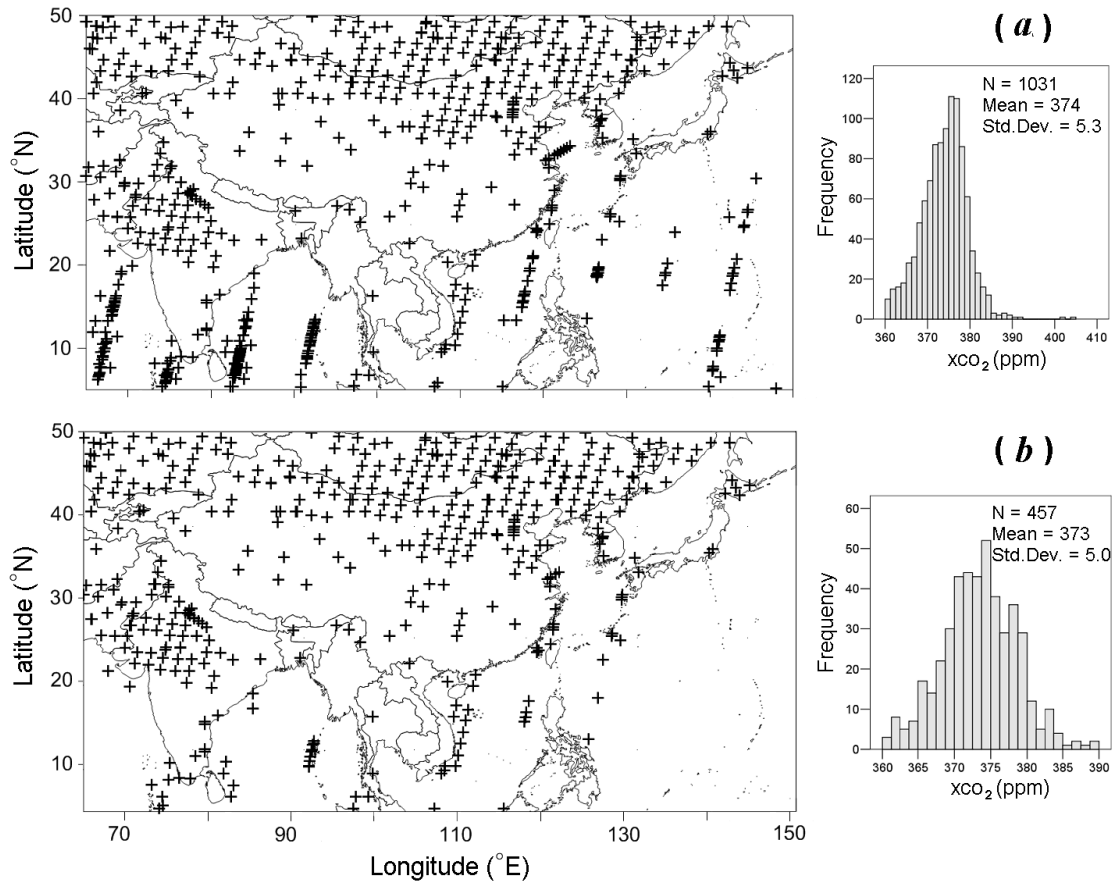 ( a. )
50
40
30
20
10
Latitude (°N)
120
100
80
60
40
20
0
Frequency
N = 1031
Mean = 374
Std.Dev. = 5.3
360 370 380 390 400 410
xco₂ (ppm)
( b )
50
40
30
20
10
Latitude (°N)
70 90 110 130 150
Longitude (°E)
60
50
40
30
20
10
0
Frequency
N = 457
Mean = 373
Std.Dev. = 5.0
360 365 370 375 380 385 390
xco₂ (ppm)